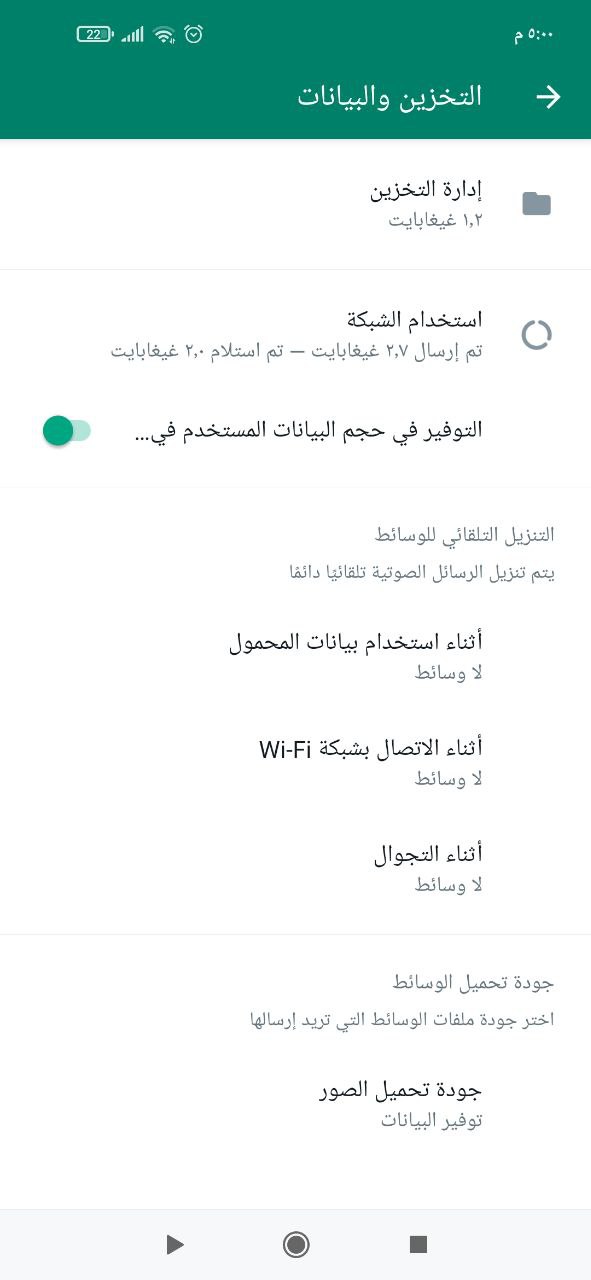 ٥:٠٠ م
22
التخزين والبيانات
إدارة التخزين
١,٢ غيغابايت
استخدام الشبكة
تم إرسال ٢,٧ غيغابايت — تم استلام ٢,٠ غيغابايت
التوفير في حجم البيانات المستخدم في...
التنزيل التلقائي للوسائط
يتم تنزيل الرسائل الصوتية تلقائيًا دائمًا
أثناء استخدام بيانات المحمول
لا وسائط
أثناء الاتصال بشبكة Wi-Fi
لا وسائط
أثناء التجوال
لا وسائط
جودة تحميل الوسائط
اختر جودة ملفات الوسائط التي تريد إرسالها
جودة تحميل الصور
توفير البيانات